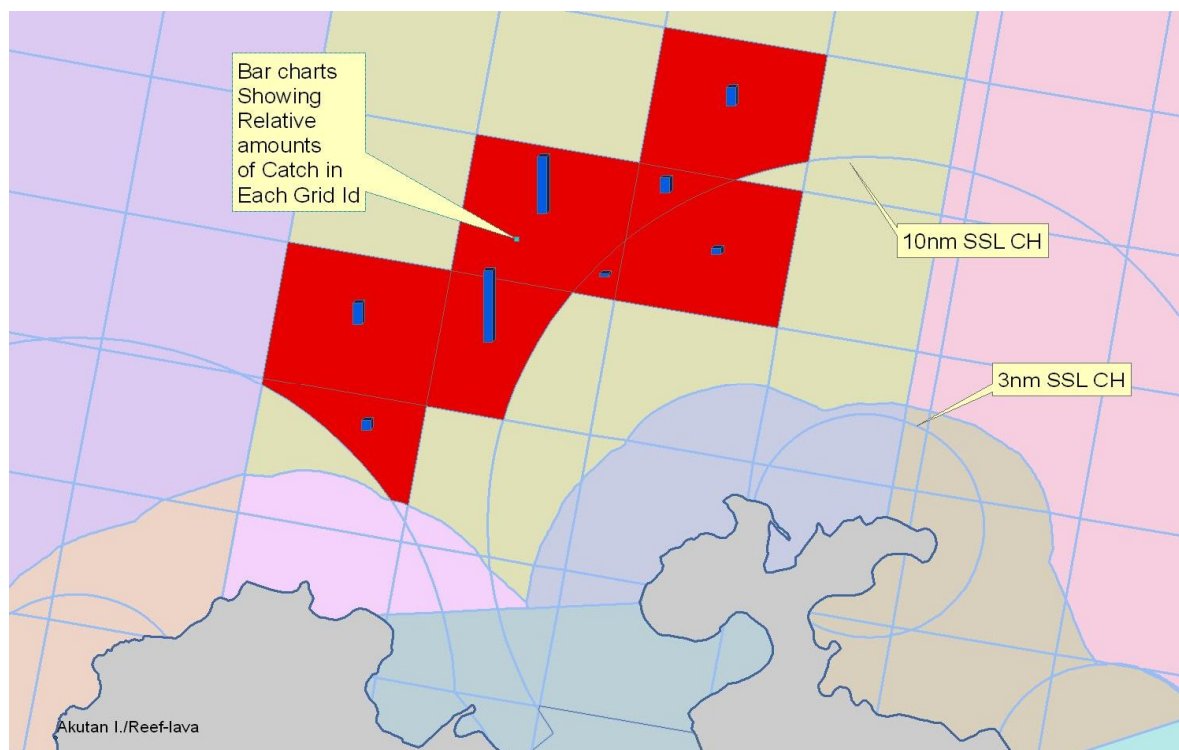 Bar charts
Showing
Relative
amounts
of Catch in
Each Grid Id
10nm SSL CH
3nm SSL CH
Akutan I./Reef-lava